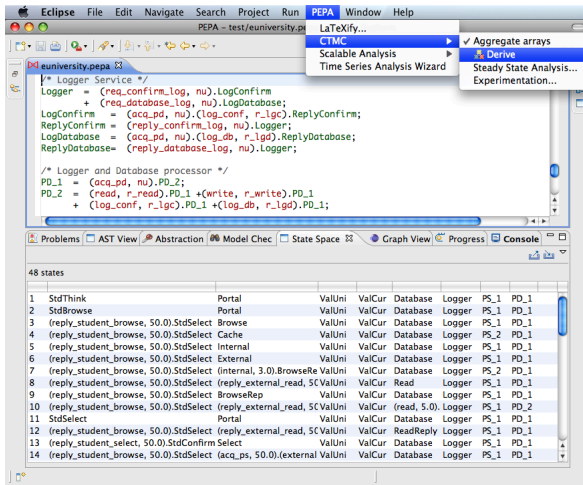 Eclipse File Edit Navigate Search Project Run PEPA Window Help
PEPA – test/euniversity.pe
LaTeXify...
CTMC
Scalable Analysis
Time Series Analysis Wizard
✓ Aggregate arrays
Derive
Steady State Analysis...
Experimentation...
euniversity.pepa
/* Logger Service */
Logger = (req_confirm_log, nu).LogConfirm
+ (req_database_log, nu).LogDatabase;
LogConfirm = (acq_pd, nu).(log_conf, r_lgc).ReplyConfirm;
ReplyConfirm = (reply_confirm_log, nu).Logger;
LogDatabase = (acq_pd, nu).(log_db, r_lgd).ReplyDatabase;
ReplyDatabase= (reply_database_log, nu).Logger;
/* Logger and Database processor */
PD_1 = (acq_pd, nu).PD_2;
PD_2 = (read, r_read).PD_1 +(write, r_write).PD_1
+ (log_conf, r_lgc).PD_1 +(log_db, r_lgd).PD_1;
Problems AST View Abstraction Model Chec State Space Graph View Progress Console
48 states
1 StdThink Portal ValUni ValCur Database Logger PS_1 PD_1
2 StdBrowse Portal ValUni ValCur Database Logger PS_1 PD_1
3 (reply_student_browse, 50.0).StdSelect Browse ValUni ValCur Database Logger PS_1 PD_1
4 (reply_student_browse, 50.0).StdSelect Cache ValUni ValCur Database Logger PS_2 PD_1
5 (reply_student_browse, 50.0).StdSelect Internal ValUni ValCur Database Logger PS_1 PD_1
6 (reply_student_browse, 50.0).StdSelect External ValUni ValCur Database Logger PS_1 PD_1
7 (reply_student_browse, 50.0).StdSelect (internal, 3.0).BrowseRe ValUni ValCur Database Logger PS_2 PD_1
8 (reply_student_browse, 50.0).StdSelect (reply_external_read, 50 ValUni ValCur Read Logger PS_1 PD_1
9 (reply_student_browse, 50.0).StdSelect BrowseRep ValUni ValCur Database Logger PS_1 PD_1
10 (reply_student_browse, 50.0).StdSelect (reply_external_read, 50 ValUni ValCur (read, 5.0). Logger PS_1 PD_2
11 StdSelect Portal ValUni ValCur Database Logger PS_1 PD_1
12 (reply_student_browse, 50.0).StdSelect (reply_external_read, 50 ValUni ValCur ReadReply Logger PS_1 PD_1
13 (reply_student_select, 50.0).StdConfirm Select ValUni ValCur Database Logger PS_1 PD_1
14 (reply_student_browse, 50.0).StdSelect (acq_ps, 50.0).(external ValUni ValCur Database Logger PS_1 PD_1